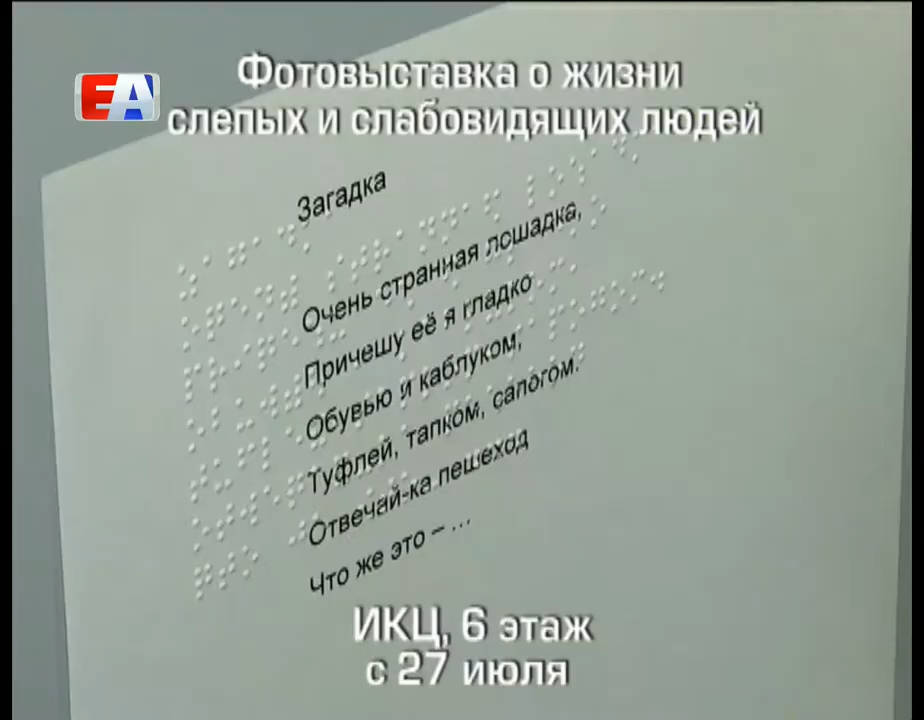 ЕА
Фотовыставка о жизни
слепых и слабовидящих людей
Загадка
Очень странная лошадка,
Причешу её я гладко
Обувью и каблуком,
Туфлей, тапком, сапогом.
Отвечай-ка пешеход
Что же это – ...
ИКЦ, 6 этаж
с 27 июля